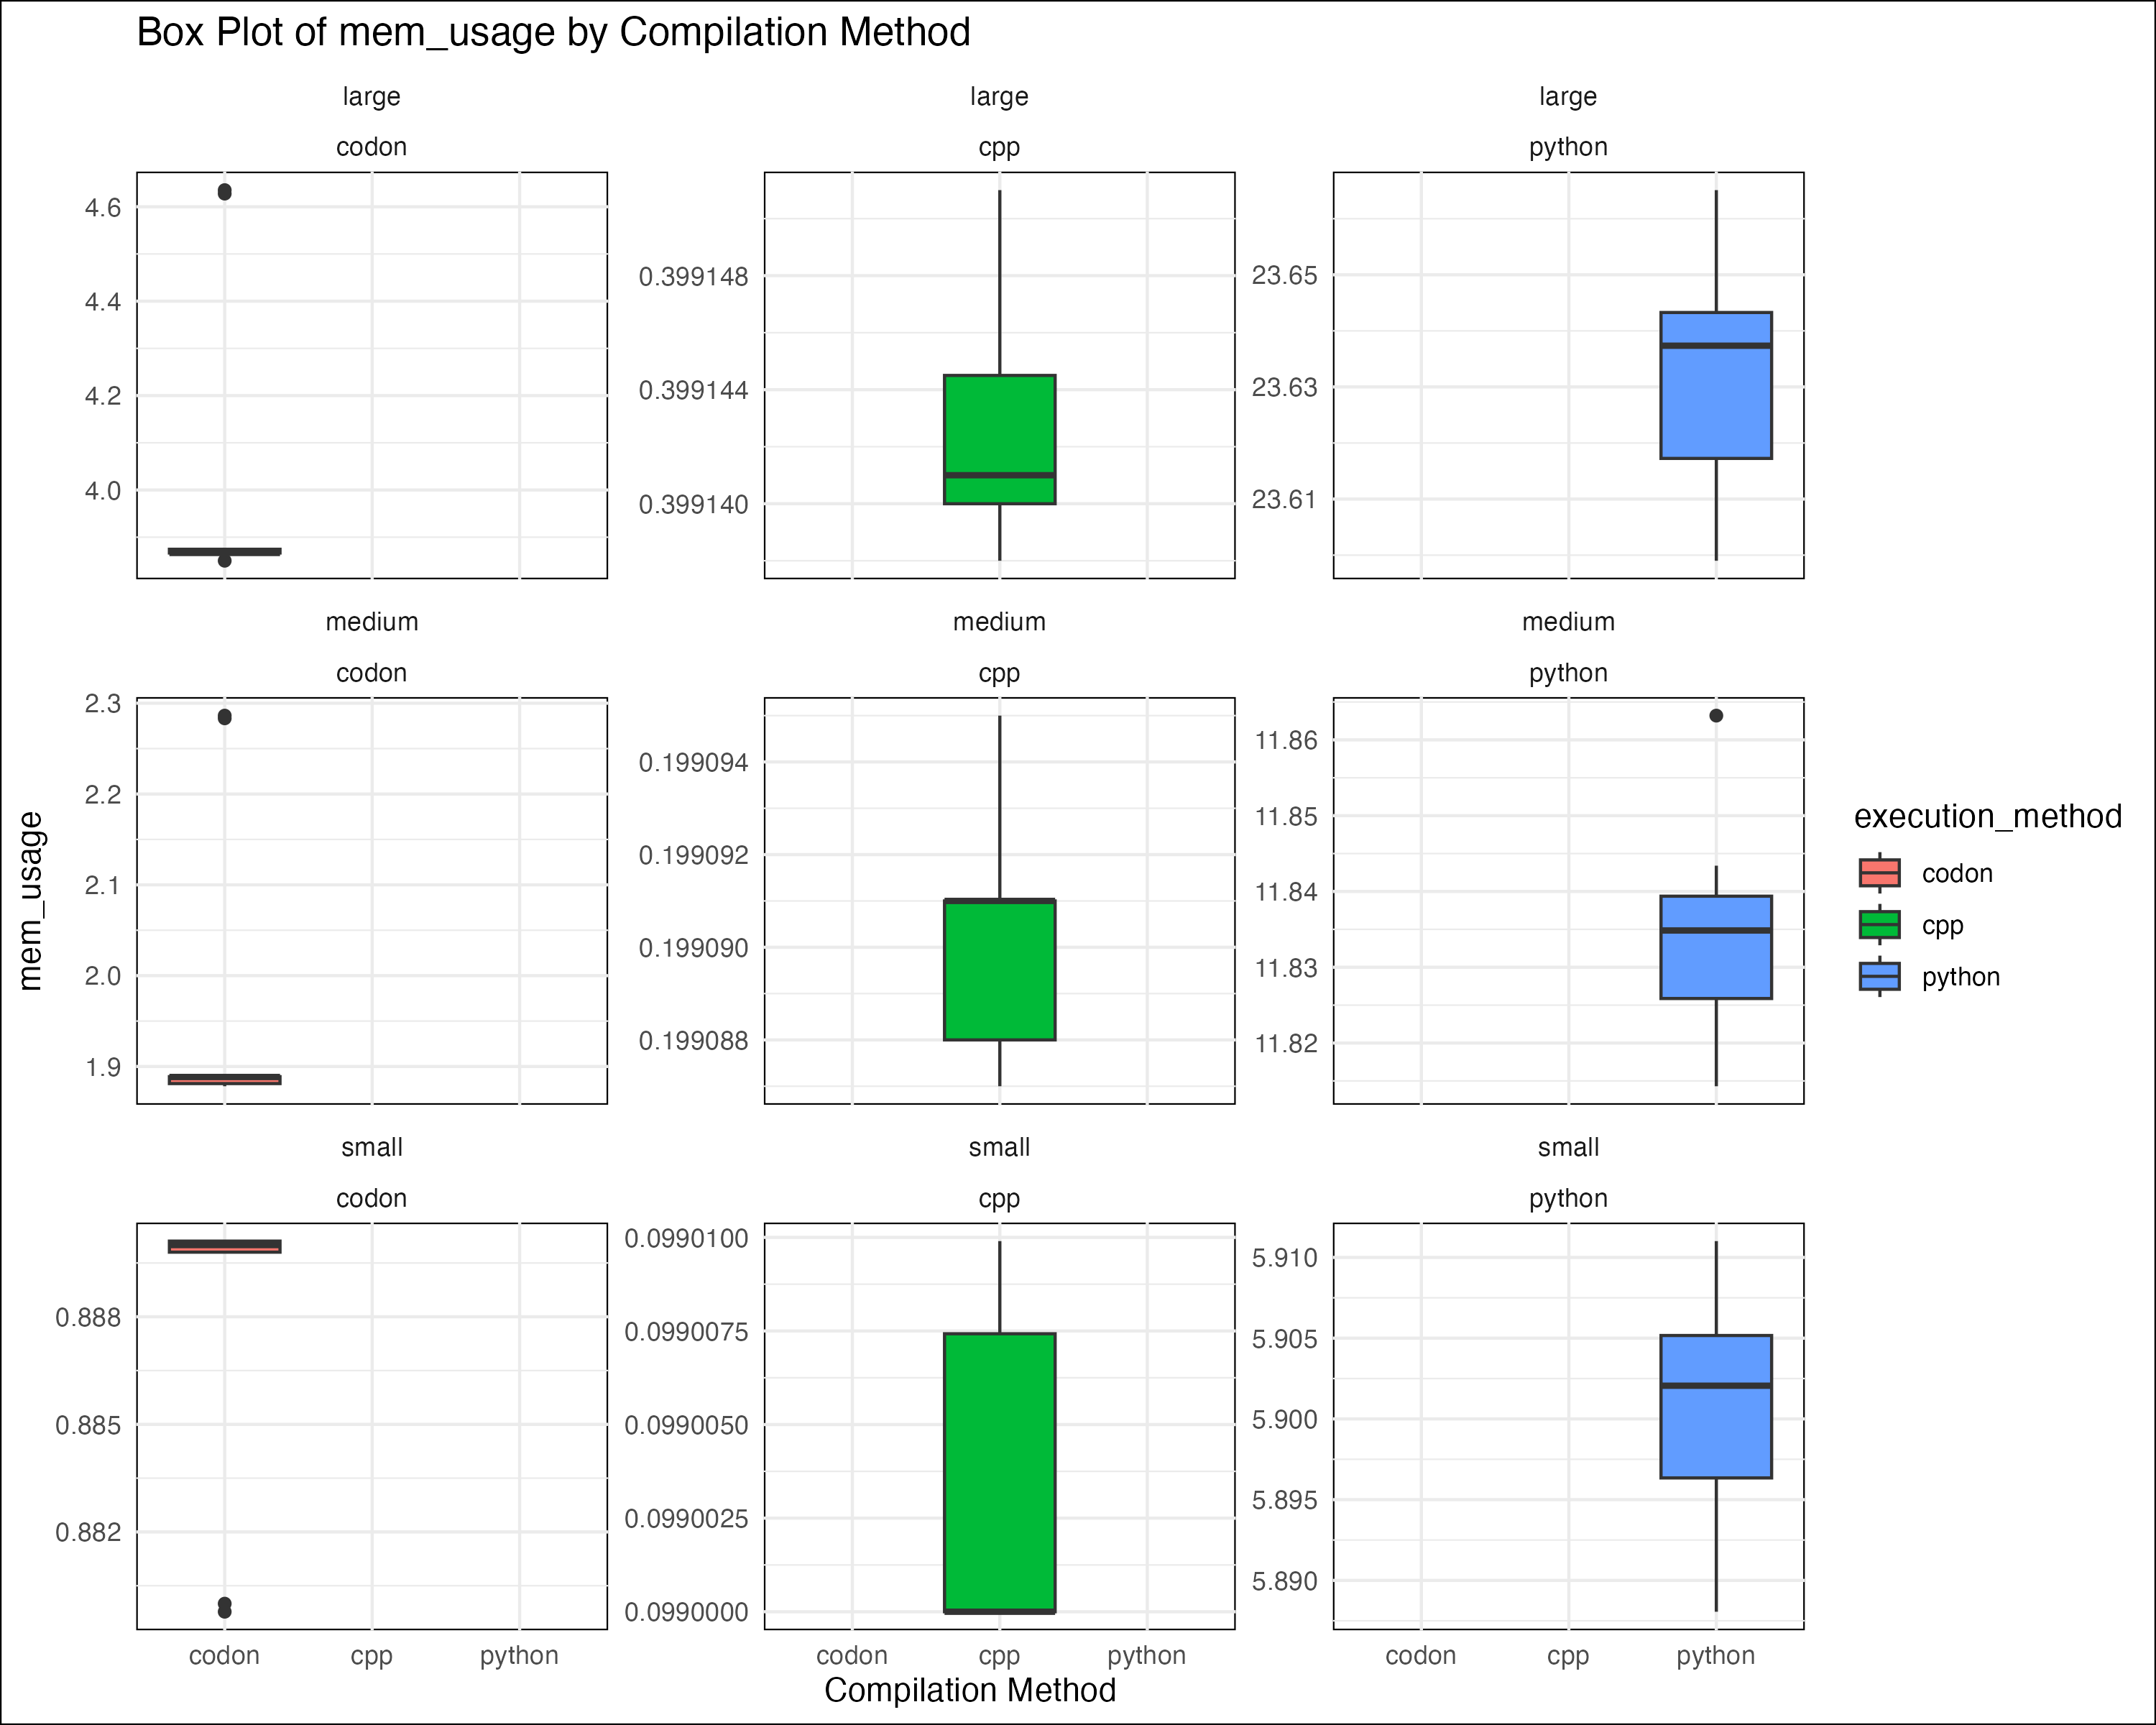 Box Plot of mem_usage by Compilation Method
large
large
large
codon
cpp
python
4.6
4.4
4.2
4.0
0.399148
0.399144
0.399140
23.65
23.63
23.61
medium
medium
medium
codon
cpp
python
2.3
2.2
2.1
2.0
1.9
0.199094
0.199092
0.199090
0.199088
11.86
11.85
11.84
11.83
11.82
small
small
small
codon
cpp
python
0.888
0.885
0.882
0.0990100
0.0990075
0.0990050
0.0990025
0.0990000
5.910
5.905
5.900
5.895
5.890
codon cpp python
codon cpp python
codon cpp python
Compilation Method
mem_usage
execution_method
codon
cpp
python